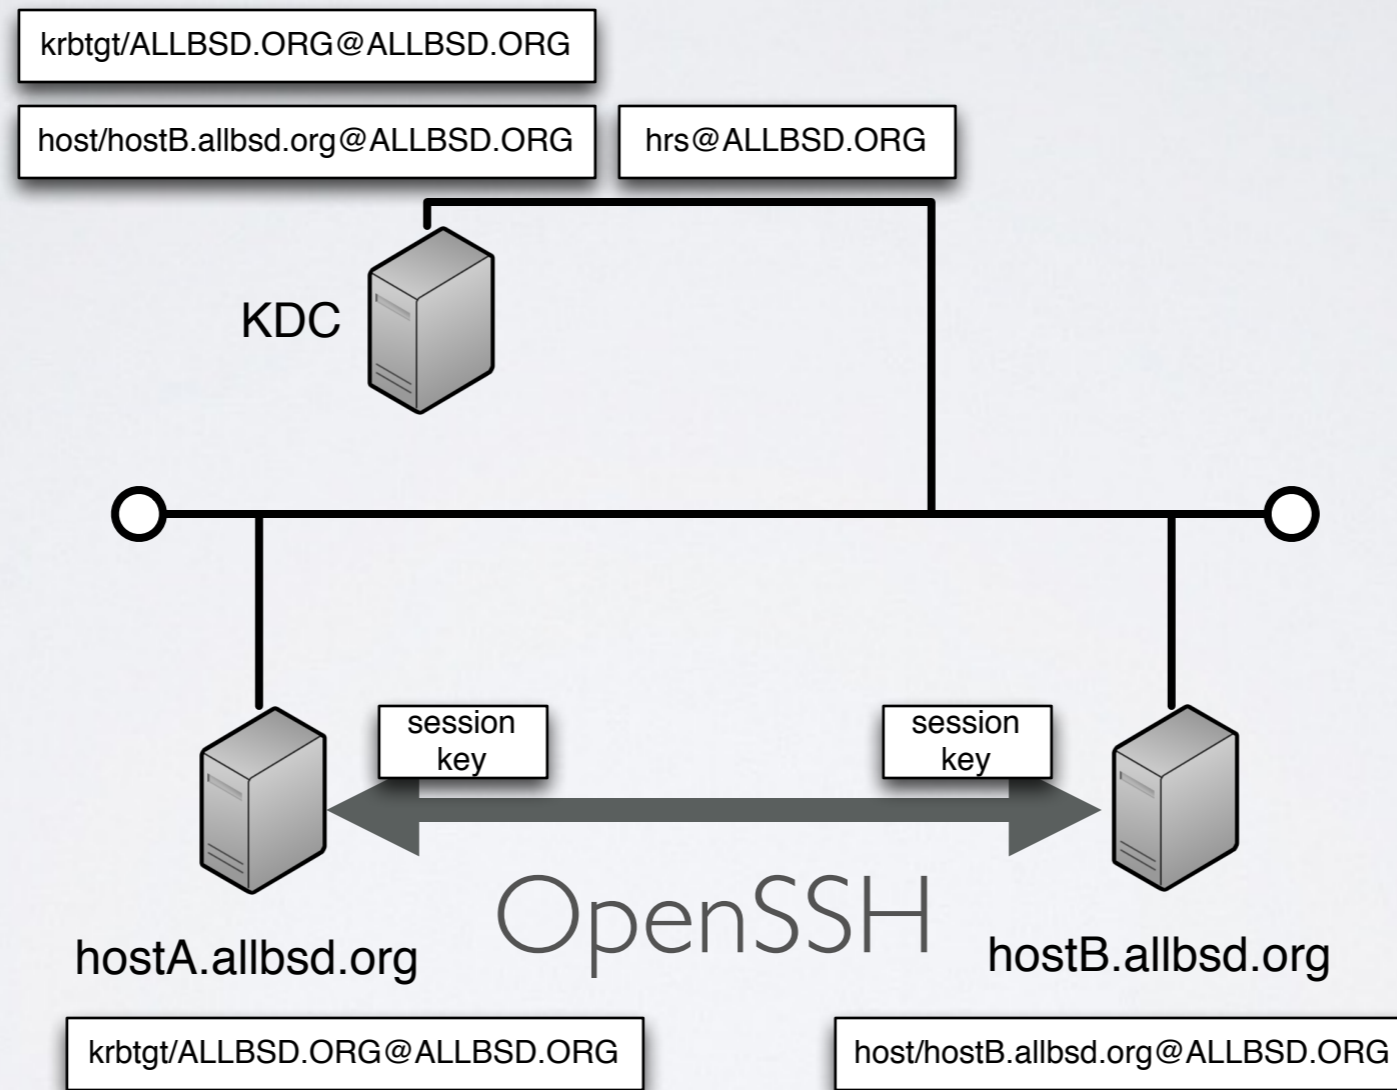 krbtgt/ALLBSD.ORG@ALLBSD.ORG
host/hostB.allbsd.org@ALLBSD.ORG
hrs@ALLBSD.ORG
KDC
session
key
session
key
OpenSSH
hostA.allbsd.org
hostB.allbsd.org
krbtgt/ALLBSD.ORG@ALLBSD.ORG
host/hostB.allbsd.org@ALLBSD.ORG